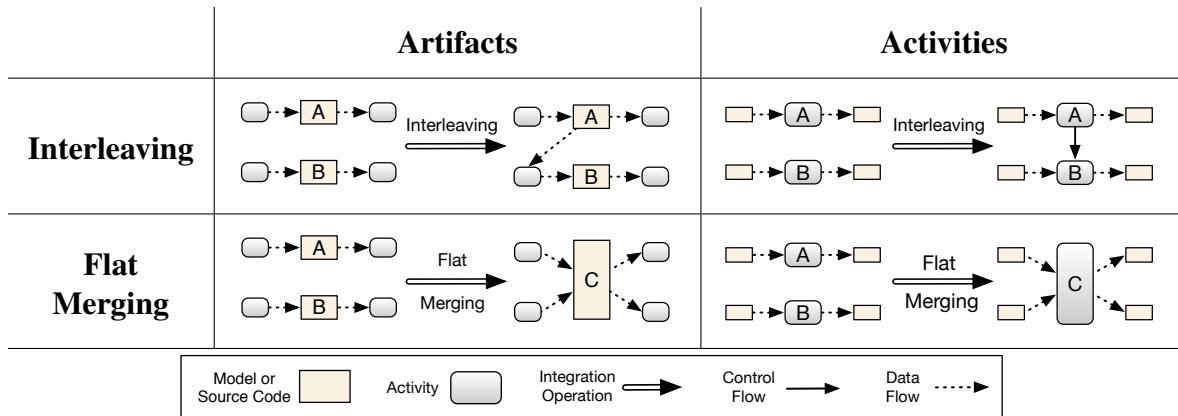 Artifacts
Activities
Interleaving
A
B
Interleaving
A
B
A
B
Interleaving
A
B
Flat
Merging
A
B
Flat
Merging
C
A
B
Flat
Merging
C
Model or
Source Code
Activity
Integration
Operation
Control
Flow
Data
Flow